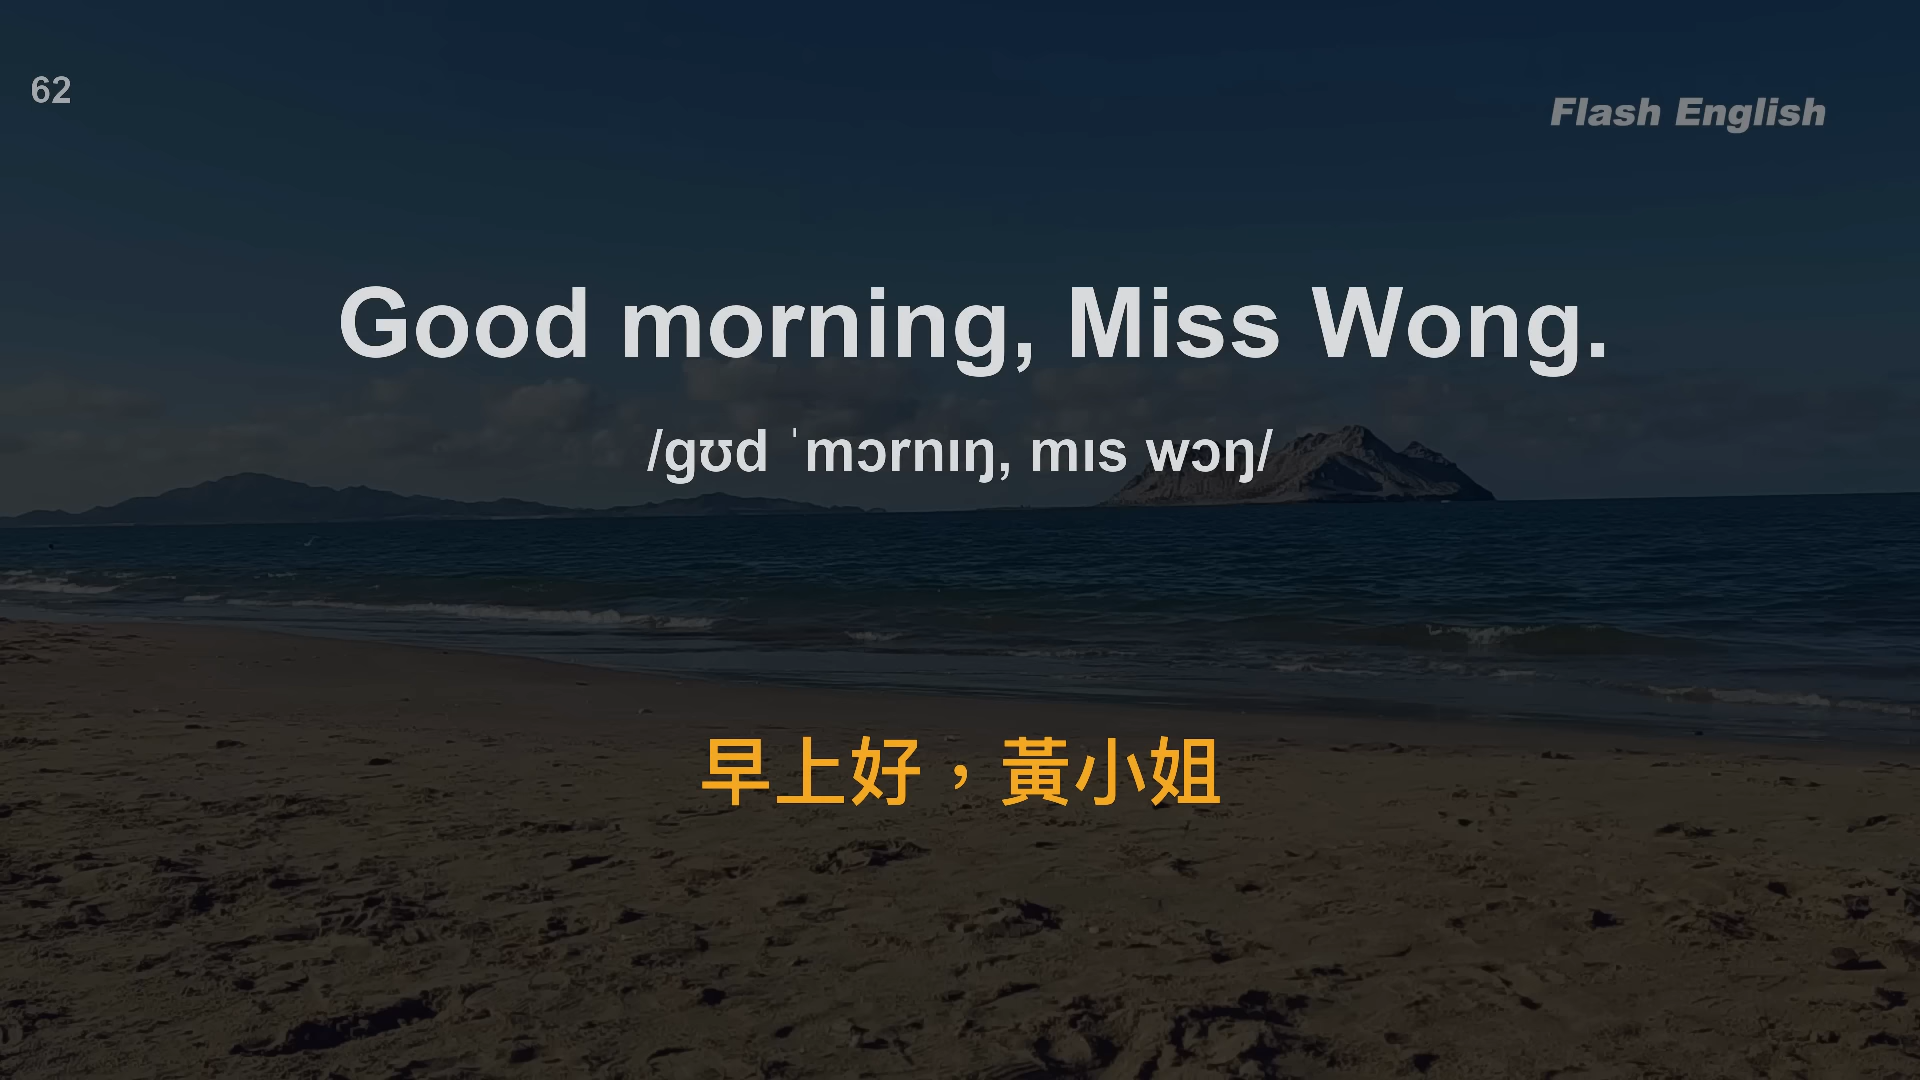 62
Flash English
Good morning, Miss Wong.
/gʊd ˈmɔrnɪŋ, mɪs wɔŋ/
早上好，黃小姐